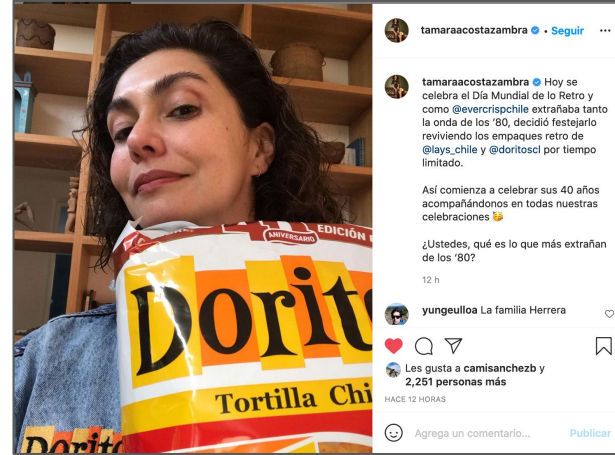 tamaraacostazambra • Seguir
tamaraacostazambra Hoy se
celebra el Día Mundial de lo Retro y
como @evercrispchile extrañaba tanto
la onda de los '80, decidió festejarlo
reviviendo los empaques retro de
@lays_chile y @doritoscl por tiempo
limitado.
Así comienza a celebrar sus 40 años
acompañándonos en todas nuestras
celebraciones 🥳
¿Ustedes, qué es lo que más extrañan
de los '80?
12 h
yungeulloa La familia Herrera
Les gusta a camisanchezb y
2,251 personas más
HACE 12 HORAS
Agrega un comentario... Publicar
ANIVERSARIO EDICIÓN
Dorit
Tortilla Chi
Dorito